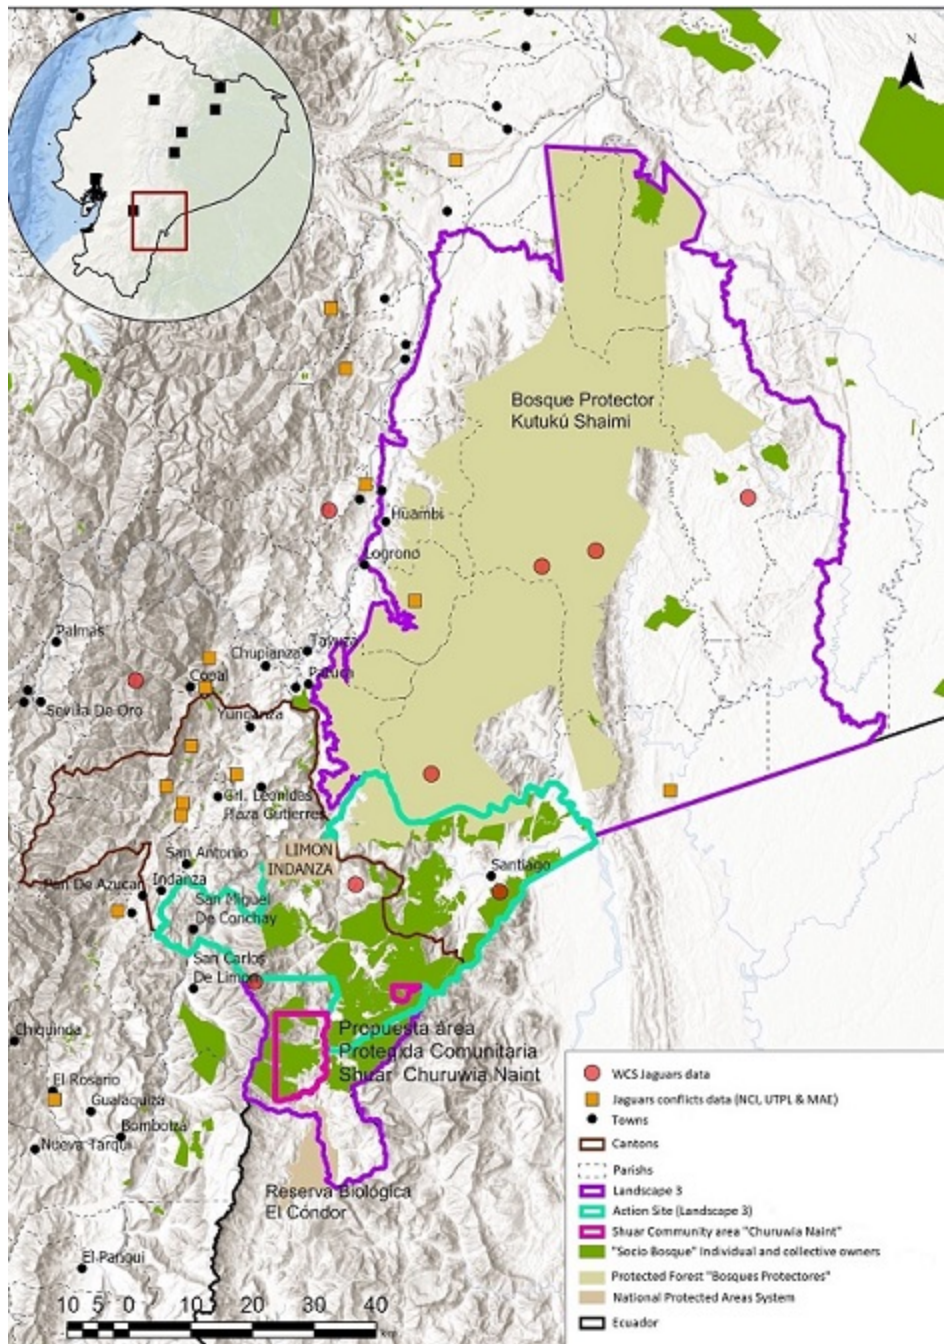 N
Bosque Protector
Kutukú Shaimi
Huambi
Logrono
Palmas
Tayuza
Chupianza
Patuca
Copal
Sevilla De Oro
Yunganza
Grl. Leonidas
Plaza Gutierres
LIMON
INDANZA
San Antonio
Santiago
Indanza
Pan De Azucar
San Miguel
De Conchay
San Carlos
De Limon
Propuesta área
Protegida Comunitaria
Shuar Churuwia Naint
Chiquinda
El Rosario
Gualaquiza
Bomboiza
Nueva Tarqui
Reserva Biológica
El Cóndor
El Pangui
10 5 0 10 20 30 40
km
WCS Jaguars data
Jaguars conflicts data (NCI, UTPL & MAE)
Towns
Cantons
Parishs
Landscape 3
Action Site (Landscape 3)
Shuar Community area "Churuwia Naint"
"Socio Bosque" Individual and collective owners
Protected Forest "Bosques Protectores"
National Protected Areas System
Ecuador